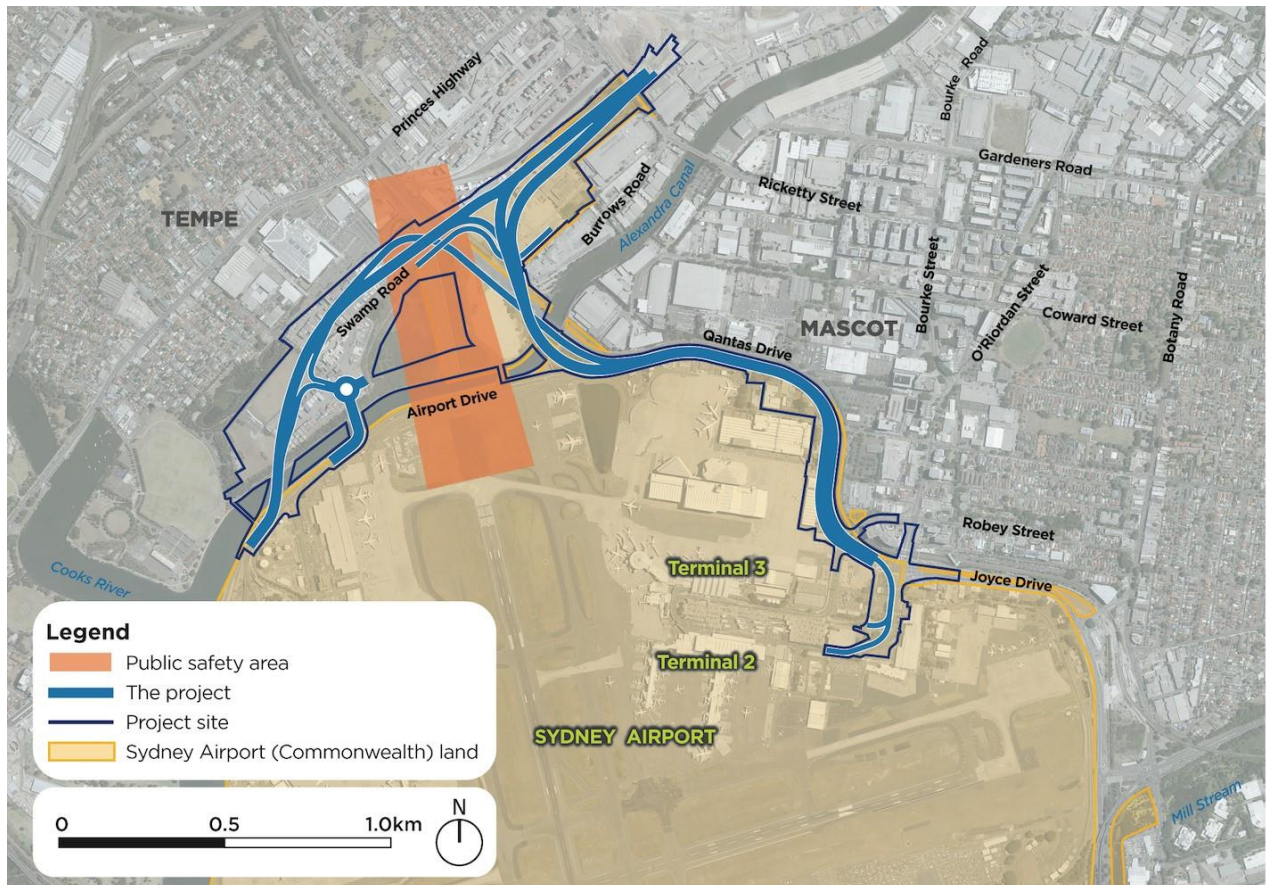 Princes Highway
Bourke Road
Gardeners Road
TEMPE
Burrows Road
Alexandra Canal
Ricketty Street
Swamp Road
Bourke Street
O'Riordan Street
Coward Street
Botany Road
MASCOT
Qantas Drive
Airport Drive
Robey Street
Cooks River
Terminal 3
Joyce Drive
Terminal 2
SYDNEY AIRPORT
Mill Stream
Legend
Public safety area
The project
Project site
Sydney Airport (Commonwealth) land
0 0.5 1.0km
N